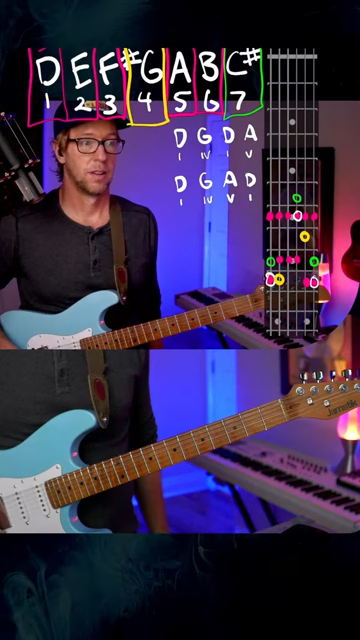 D E F# G A B C#
1 2 3 4 5 6 7
D G D A
I IV I V
D G A D
I IV V I